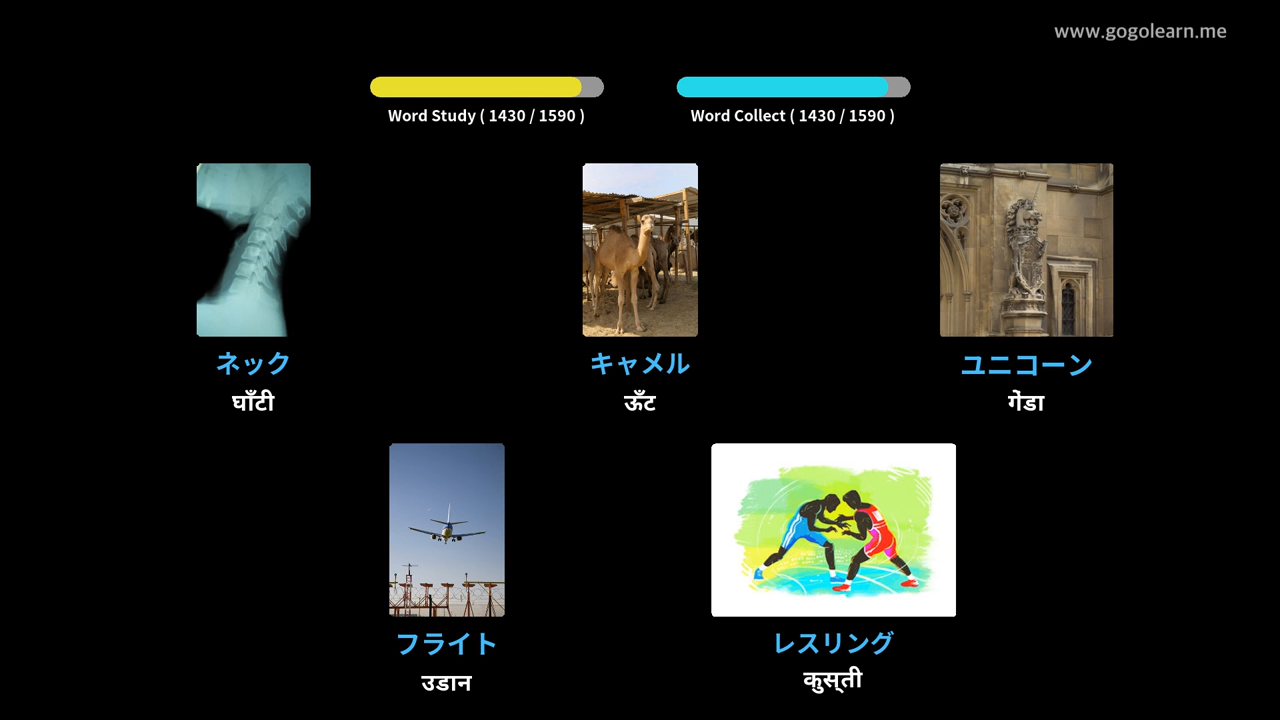 www.gogolearn.me
Word Study ( 1430 / 1590 )
Word Collect ( 1430 / 1590 )
ネック
キャメル
ユニコーン
घाँटी
ऊँट
गेंडा
フライト
レスリング
उडान
कुस्ती